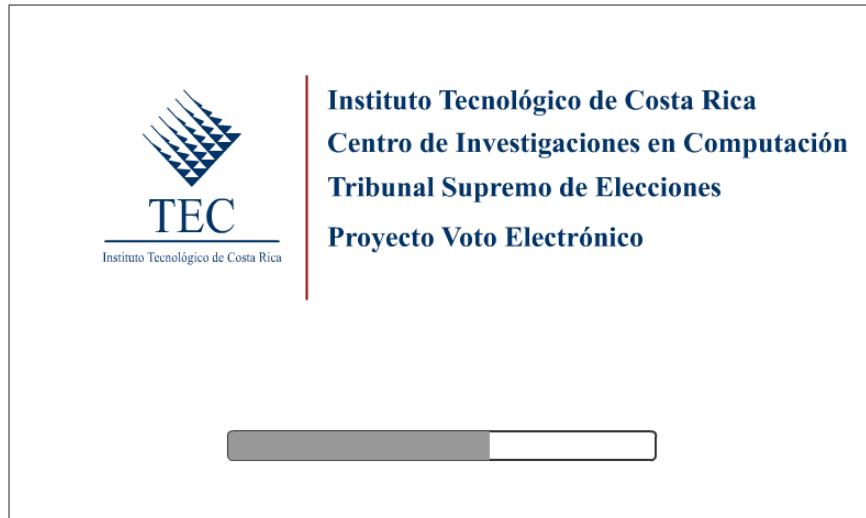 TEC
Instituto Tecnológico de Costa Rica
Instituto Tecnológico de Costa Rica
Centro de Investigaciones en Computación
Tribunal Supremo de Elecciones
Proyecto Voto Electrónico